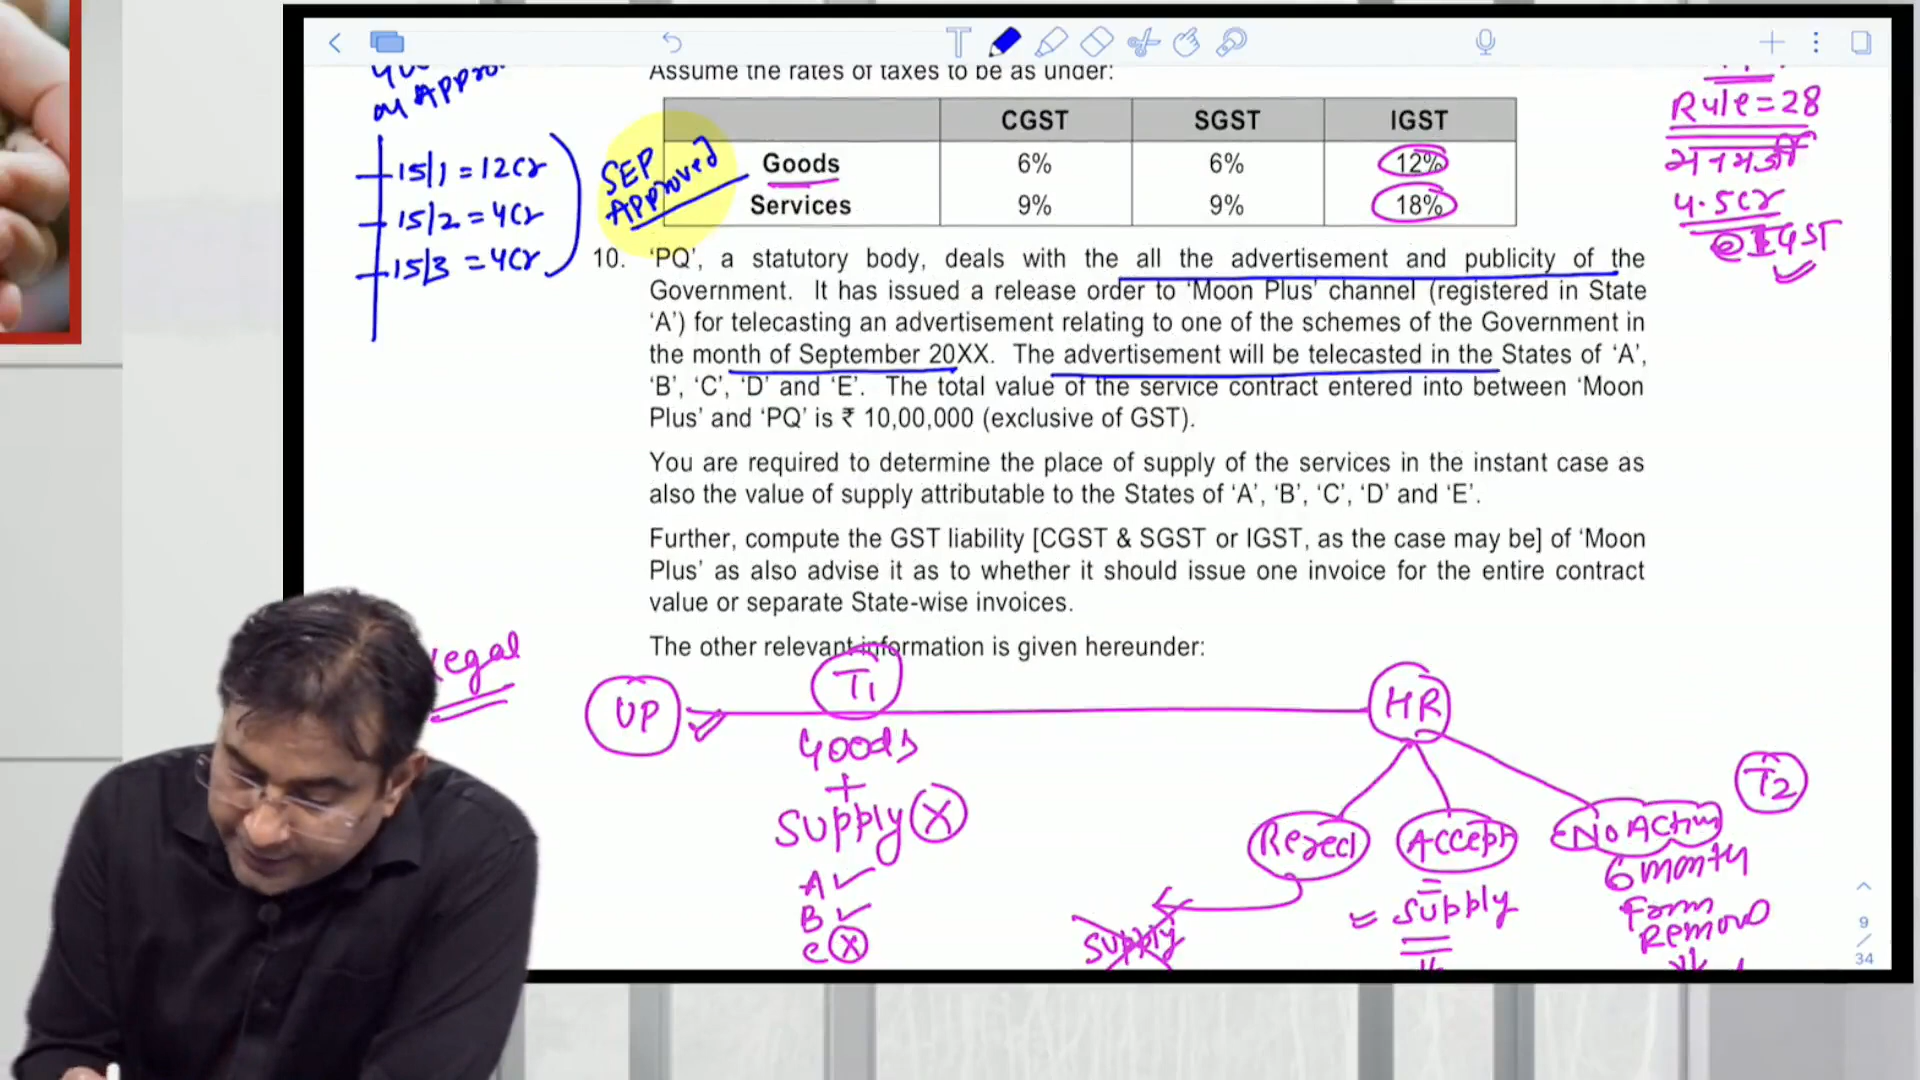 Assume the rates of taxes to be as under:
CGST SGST IGST
Goods 6% 6% 12%
Services 9% 9% 18%
10. ‘PQ’, a statutory body, deals with the all the advertisement and publicity of the
Government. It has issued a release order to ‘Moon Plus’ channel (registered in State
‘A’) for telecasting an advertisement relating to one of the schemes of the Government in
the month of September 20XX. The advertisement will be telecasted in the States of ‘A’,
‘B’, ‘C’, ‘D’ and ‘E’. The total value of the service contract entered into between ‘Moon
Plus’ and ‘PQ’ is ₹ 10,00,000 (exclusive of GST).
You are required to determine the place of supply of the services in the instant case as
also the value of supply attributable to the States of ‘A’, ‘B’, ‘C’, ‘D’ and ‘E’.
Further, compute the GST liability [CGST & SGST or IGST, as the case may be] of ‘Moon
Plus’ as also advise it as to whether it should issue one invoice for the entire contract
value or separate State-wise invoices.
The other relevant information is given hereunder:
15/1 = 12Cr
15/2 = 4Cr
15/3 = 4Cr
SEP
Approved
Rule = 28
मनमर्जी
4.5Cr
@IGST
legal
UP
T1
HR
Goods
+
Supply X
A
B
C X
Reject
Accept
No Action
T2
Supply
= Supply
6 month
From
Removal
9
/
34